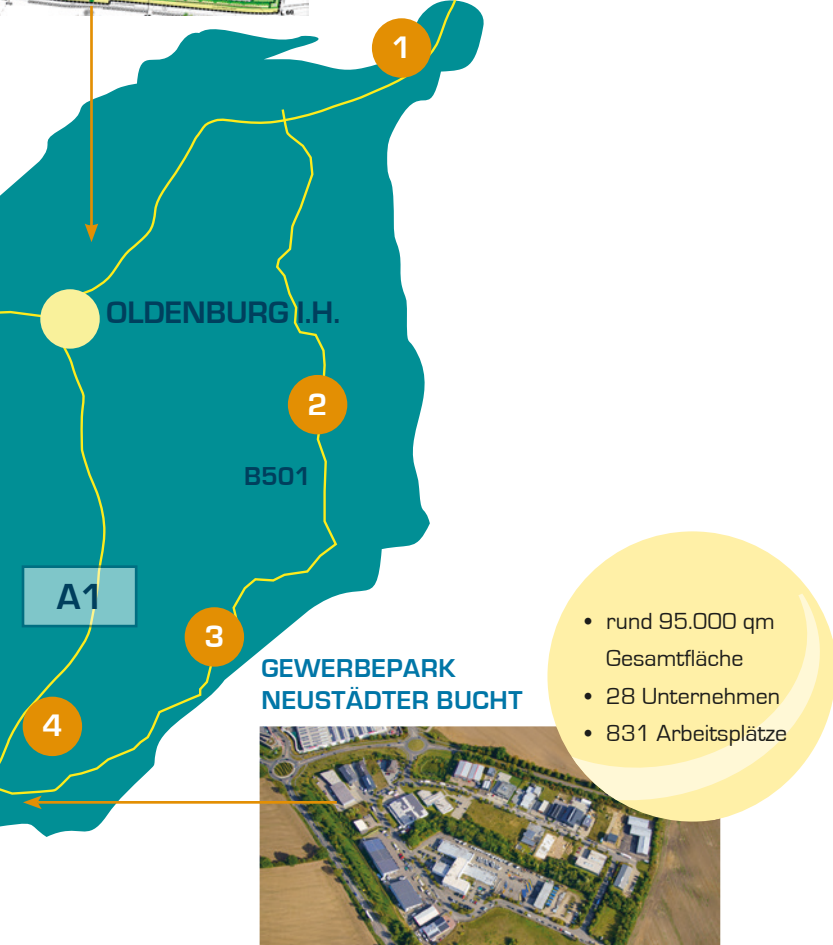 1
OLDENBURG I.H.
2
B501
A1
3
4
GEWERBEPARK
NEUSTÄDTER BUCHT
• rund 95.000 qm
Gesamtfläche
• 28 Unternehmen
• 831 Arbeitsplätze